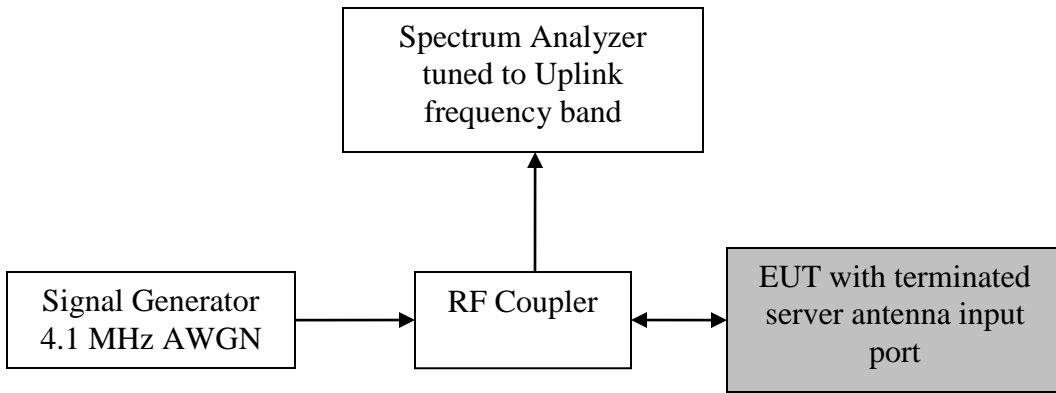 Spectrum Analyzer
tuned to Uplink
frequency band
Signal Generator
4.1 MHz AWGN
RF Coupler
EUT with terminated
server antenna input
port